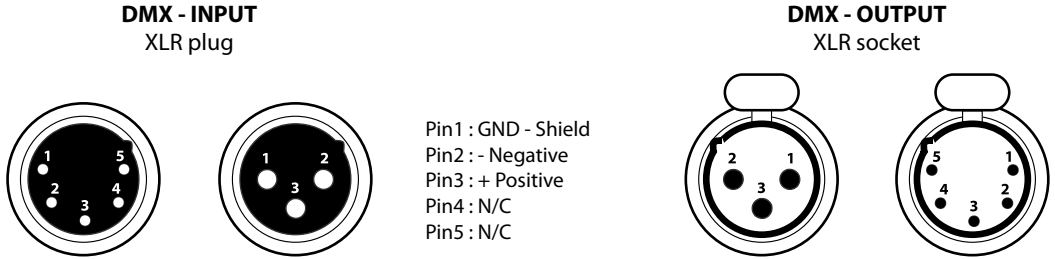 DMX - INPUT
XLR plug
DMX - OUTPUT
XLR socket
1 5
2 4
3
1 2
3
Pin1 : GND - Shield
Pin2 : - Negative
Pin3 : + Positive
Pin4 : N/C
Pin5 : N/C
2 1
3
5 1
4 2
3